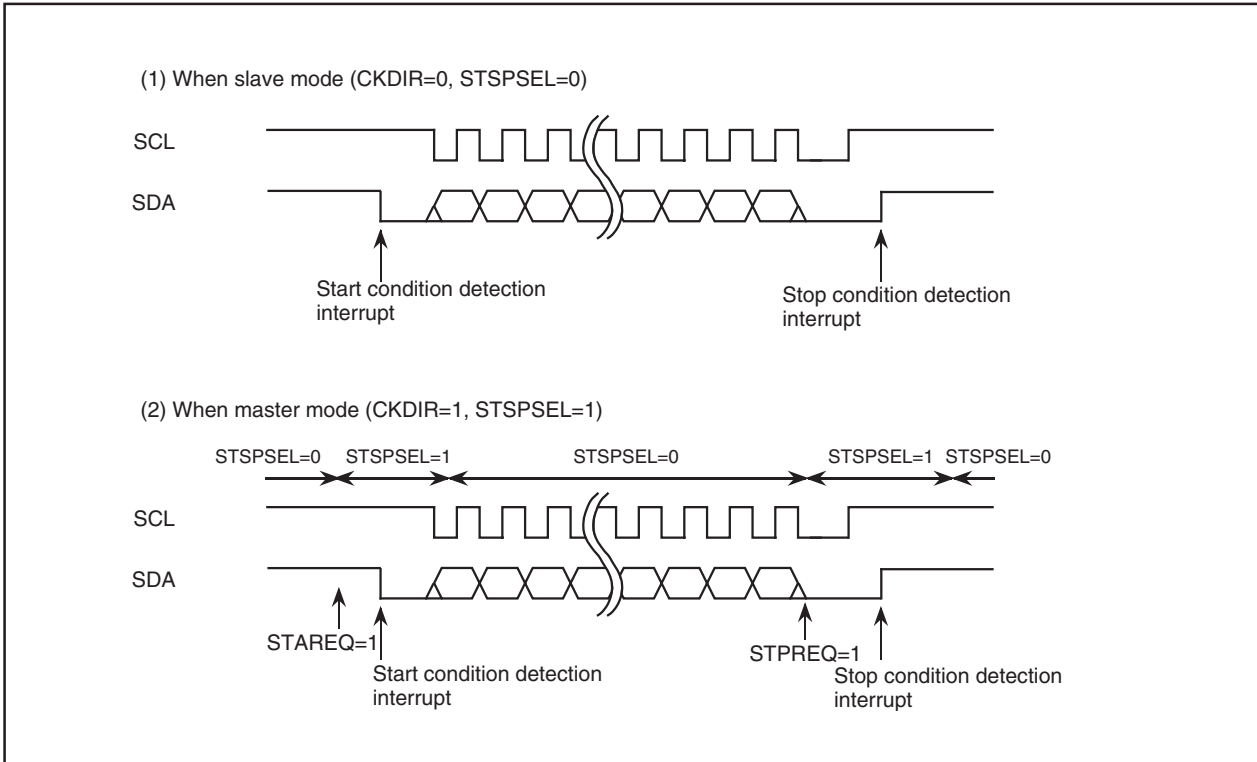 (1) When slave mode (CKDIR=0, STSPSEL=0)
SCL
SDA
Start condition detection
interrupt
Stop condition detection
interrupt
(2) When master mode (CKDIR=1, STSPSEL=1)
STSPSEL=0 STSPSEL=1 STSPSEL=0 STSPSEL=1 STSPSEL=0
SCL
SDA
STAREQ=1
Start condition detection
interrupt
STPREQ=1
Stop condition detection
interrupt